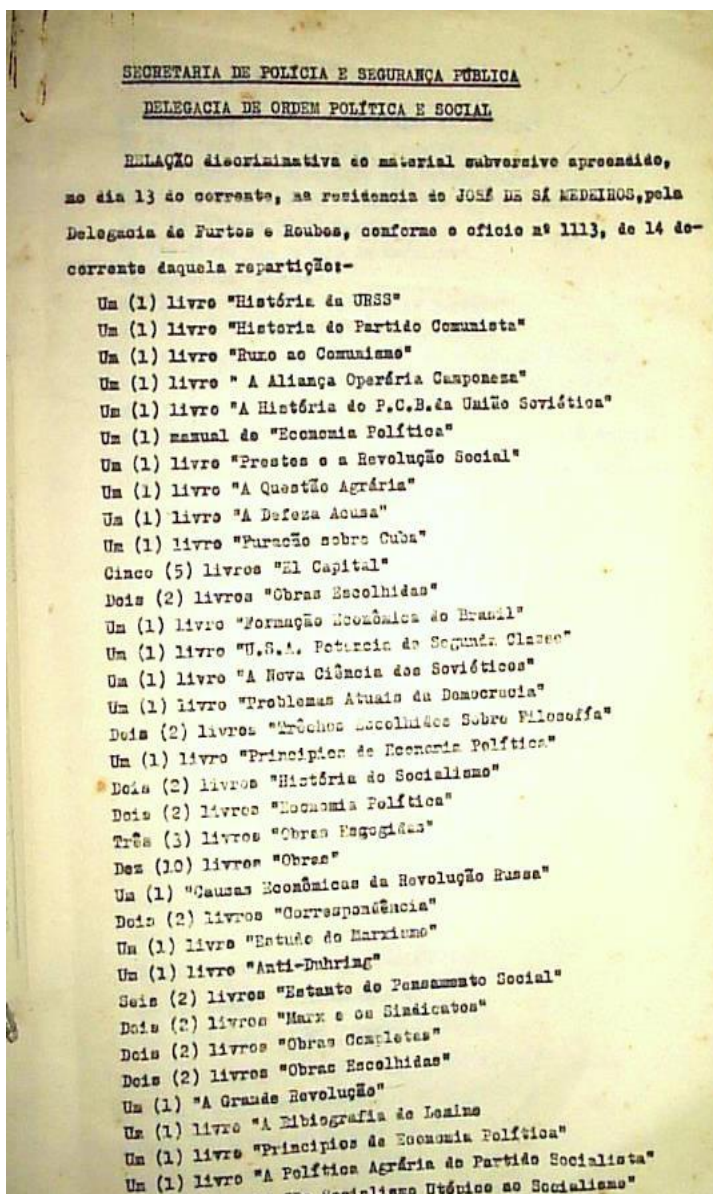 SECRETARIA DE POLÍCIA E SEGURANÇA PÚBLICA
DELEGACIA DE ORDEM POLÍTICA E SOCIAL
RELAÇÃO discriminativa do material subversivo apreendido,
no dia 13 do corrente, na residencia de JOSÉ DE SÁ MEDEIROS,pela
Delegacia de Furtos e Roubos, conforme o oficio nº 1113, de 14 do-
corrente daquela repartição:-
Um (1) livro "História da URSS"
Um (1) livro "Historia do Partido Comunista"
Um (1) livro "Rumo ao Comunismo"
Um (1) livro " A Aliança Operária Camponeza"
Um (1) livro "A História do P.C.B.da União Soviética"
Um (1) manual de "Economia Política"
Um (1) livro "Prestes e a Revolução Social"
Um (1) livro "A Questão Agrária"
Um (1) livro "A Defeza Acusa"
Um (1) livro "Furacão sobre Cuba"
Cinco (5) livros "El Capital"
Dois (2) livros "Obras Escolhidas"
Um (1) livro "Formação Econômica do Brasil"
Um (1) livro "U.S.A. Potencia de Segunda Classe"
Um (1) livro "A Nova Ciência dos Soviéticos"
Um (1) livro "Problemas Atuais da Democracia"
Dois (2) livros "Trêchos Escolhidos Sobre Filosofía"
Um (1) livro "Principios de Economia Política"
Dois (2) livros "História do Socialismo"
Dois (2) livros "Economia Política"
Três (3) livros "Obras Esgogidas"
Dez (10) livros "Obras"
Um (1) "Causas Econômicas da Revolução Russa"
Dois (2) livros "Correspondência"
Um (1) livro "Estudo do Marxismo"
Um (1) livro "Anti-Duhring"
Seis (2) livros "Estante do Pensamento Social"
Dois (2) livros "Marx e os Sindicatos"
Dois (2) livros "Obras Completas"
Dois (2) livros "Obras Escolhidas"
Um (1) "A Grande Revolução"
Um (1) livro "A Bibiografia de Lenine
Um (1) livro "Principios de Economia Política"
Um (1) livro "A Política Agrária do Partido Socialista"
Socialismo Utópico ao Socialismo"